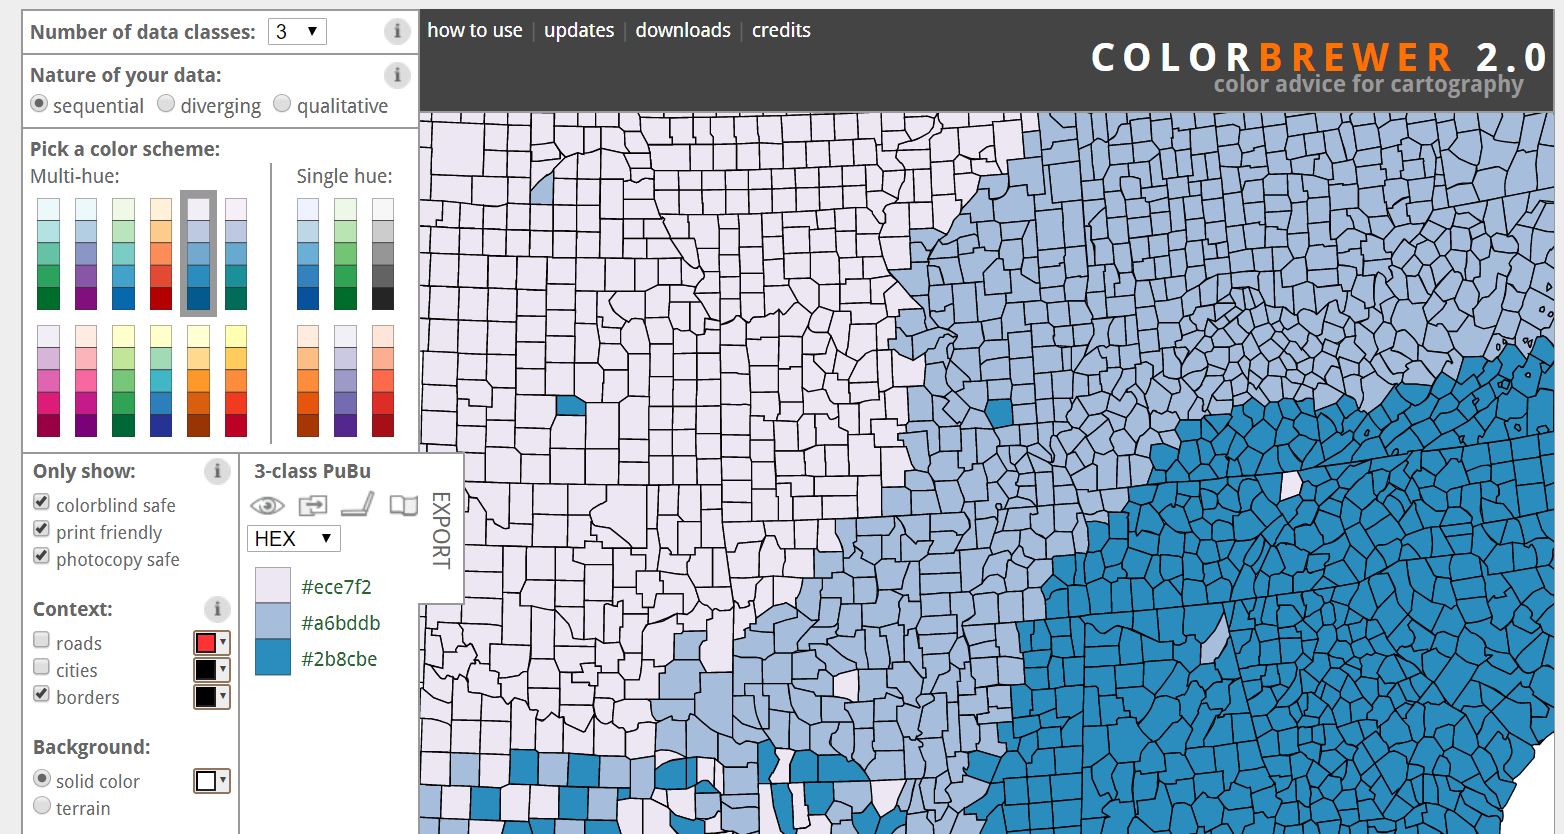 Number of data classes: 3 i
how to use | updates | downloads | credits
COLORBREWER 2.0
color advice for cartography
Nature of your data: i
sequential diverging qualitative
Pick a color scheme:
Multi-hue: Single hue:
Only show: i
colorblind safe
print friendly
photocopy safe
Context: i
roads
cities
borders
Background:
solid color
terrain
3-class PuBu
HEX
EXPORT
#ece7f2
#a6bddb
#2b8cbe